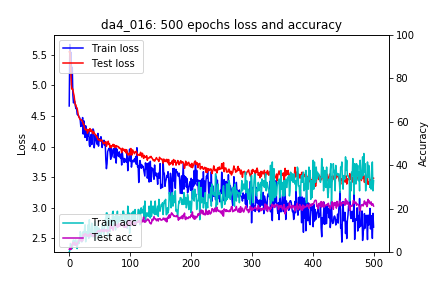 da4_016: 500 epochs loss and accuracy
Train loss
Test loss
Train acc
Test acc
Loss
5.5
5.0
4.5
4.0
3.5
3.0
2.5
Accuracy
100
80
60
40
20
0
0
100
200
300
400
500